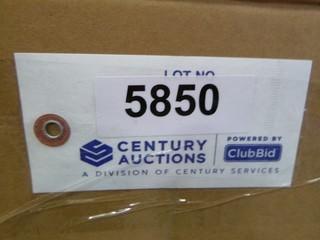 LOT NO.
5850
CENTURY
AUCTIONS
POWERED BY
ClubBid
A DIVISION OF CENTURY SERVICES